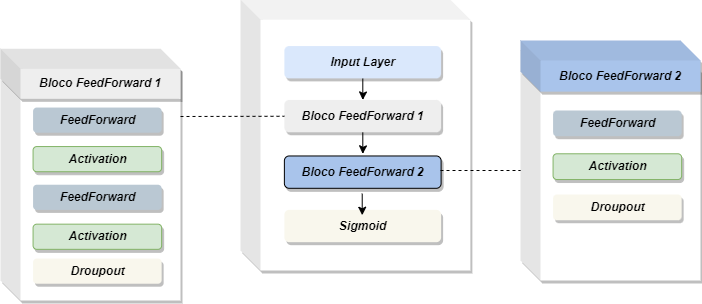 Bloco FeedForward 1
FeedForward
Activation
FeedForward
Activation
Droupout
Input Layer
Bloco FeedForward 1
Bloco FeedForward 2
Sigmoid
Bloco FeedForward 2
FeedForward
Activation
Droupout